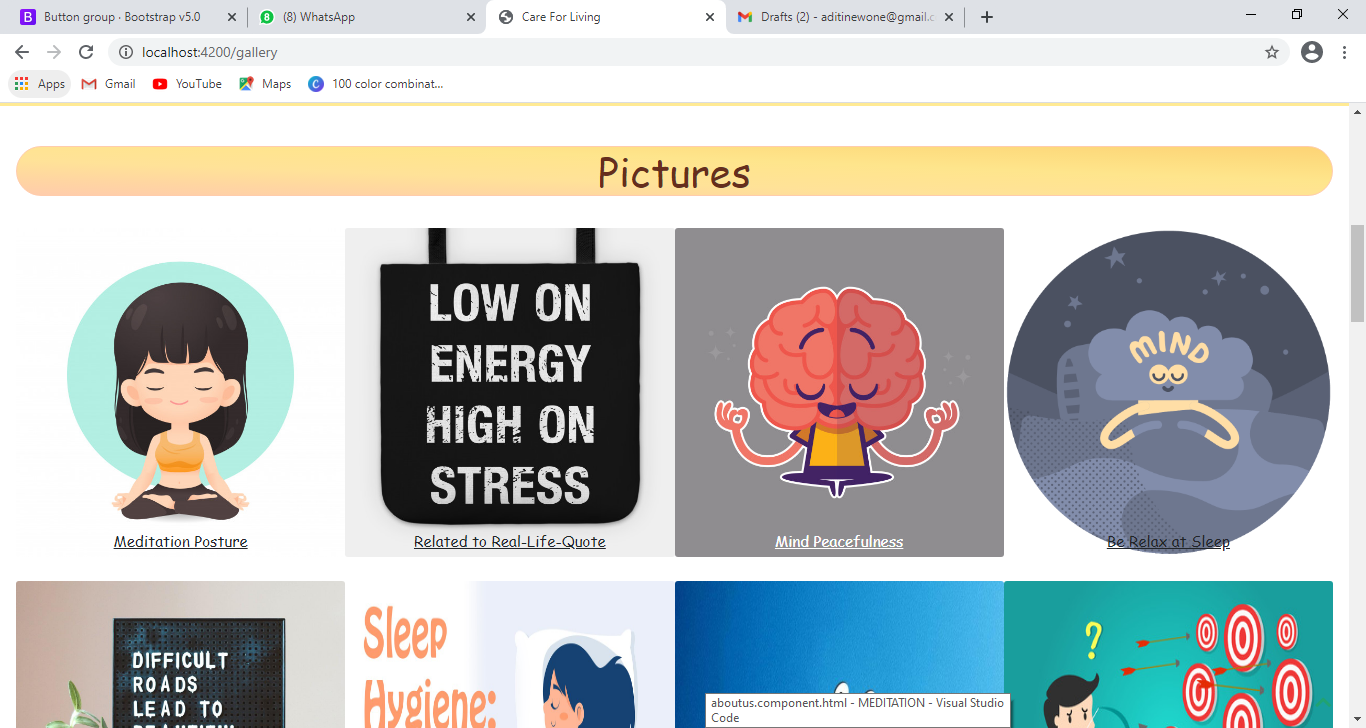 Button group · Bootstrap v5.0
(8) WhatsApp
Care For Living
Drafts (2) - aditinewone@gmail.c
localhost:4200/gallery
Apps
Gmail
YouTube
Maps
100 color combinat...
Pictures
LOW ON
ENERGY
HIGH ON
STRESS
MIND
Meditation Posture
Related to Real-Life-Quote
Mind Peacefulness
Be Relax at Sleep
DIFFICULT
ROADS
LEAD TO
Sleep
Hygiene:
?
aboutus.component.html - MEDITATION - Visual Studio
Code